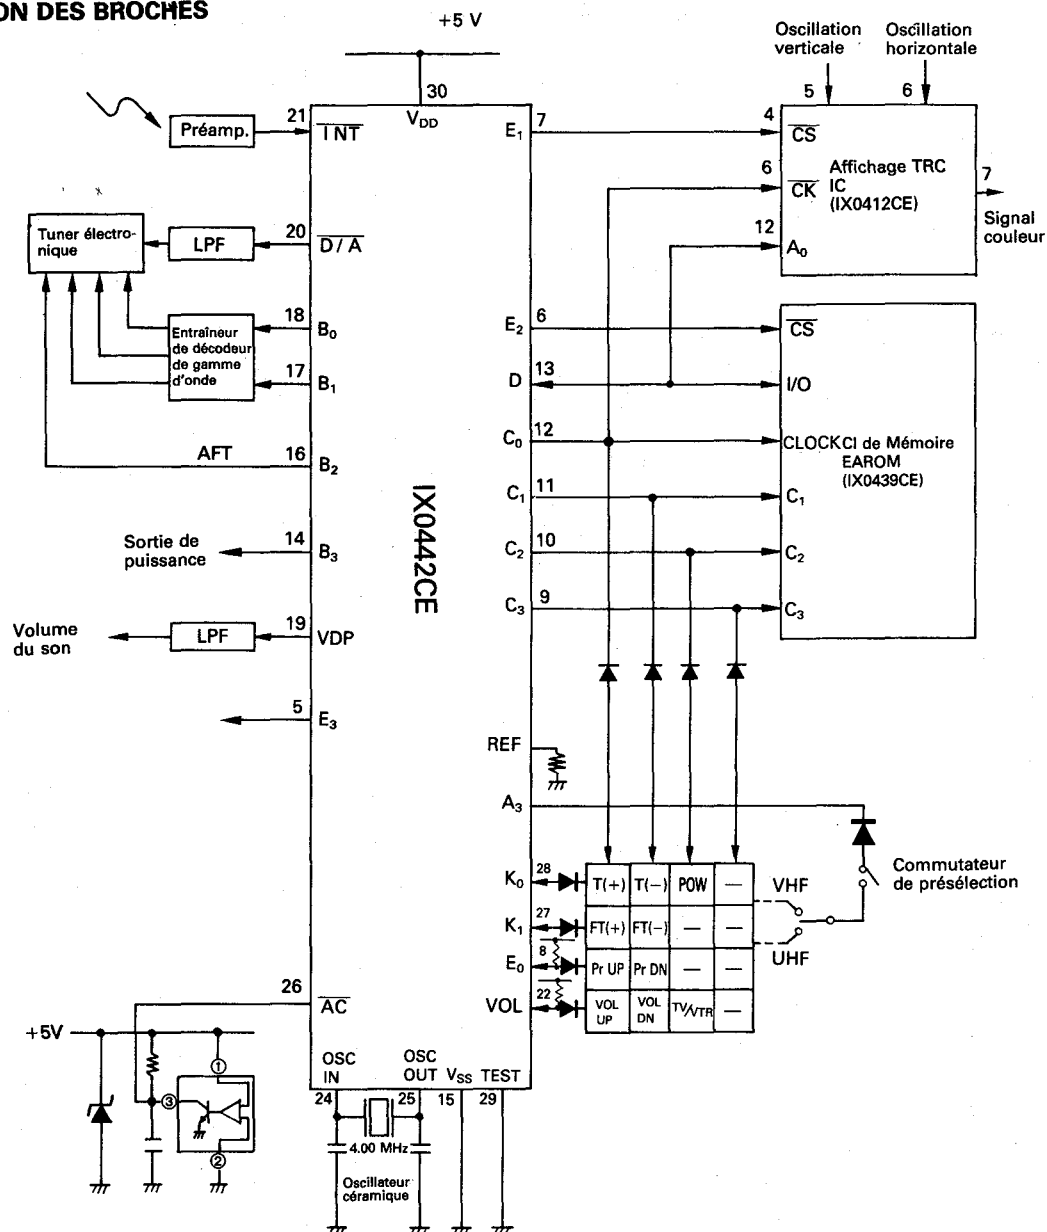 ON DES BROCHES
+5 V
Oscillation verticale
Oscillation horizontale
5
6
30
VDD
21
Préamp.
INT
E1
7
4
CS
6
CK
Affichage TRC
IC
(IX0412CE)
7
Signal couleur
12
A0
Tuner électro-
nique
LPF
20
D/A
18
B0
Entraîneur
de décodeur
de gamme
d'onde
17
B1
E2
6
CS
D
13
I/O
AFT
16
B2
C0
12
CLOCK
CI de Mémoire
EAROM
(IX0439CE)
C1
11
C1
IX0442CE
Sortie de
puissance
14
B3
C2
10
C2
C3
9
C3
Volume
du son
LPF
19
VDP
5
E3
REF
A3
Commutateur
de présélection
K0
28
T(+) T(−) POW —
VHF
K1
27
FT(+) FT(−) — —
UHF
E0
8
Pr UP Pr DN — —
VOL
22
VOL UP VOL DN TV/VTR —
26
AC
+5V
①
③
②
OSC
IN
OSC
OUT
VSS
TEST
24
25
15
29
4.00 MHz
Oscillateur
céramique